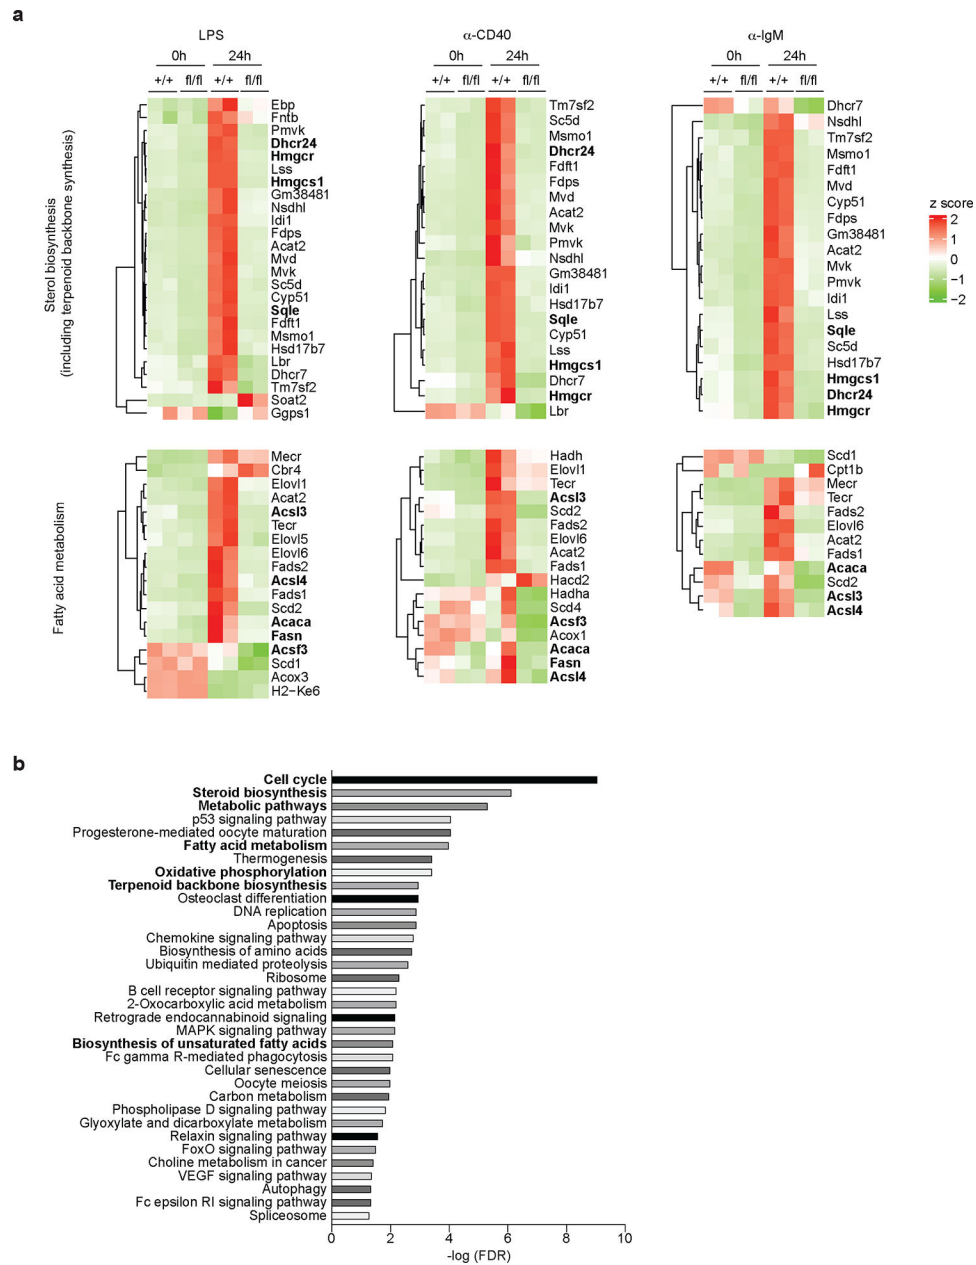 a
LPS
α-CD40
α-IgM
0h 24h
0h 24h
0h 24h
+/+ fl/fl +/+ fl/fl
+/+ fl/fl +/+ fl/fl
+/+ fl/fl +/+ fl/fl
Sterol biosynthesis
(including terpenoid backbone synthesis)
Ebp
Fntb
Pmvk
Dhcr24
Hmgcr
Lss
Hmgcs1
Gm38481
Nsdhl
Idi1
Fdps
Acat2
Mvd
Mvk
Sc5d
Cyp51
Sqle
Fdft1
Msmo1
Hsd17b7
Lbr
Dhcr7
Tm7sf2
Soat2
Ggps1
Tm7sf2
Sc5d
Msmo1
Dhcr24
Fdft1
Fdps
Mvd
Acat2
Mvk
Pmvk
Nsdhl
Gm38481
Idi1
Hsd17b7
Sqle
Cyp51
Lss
Hmgcs1
Dhcr7
Hmgcr
Lbr
Dhcr7
Nsdhl
Tm7sf2
Msmo1
Fdft1
Mvd
Cyp51
Fdps
Gm38481
Acat2
Mvk
Pmvk
Idi1
Lss
Sqle
Sc5d
Hsd17b7
Hmgcs1
Dhcr24
Hmgcr
z score
2
1
0
−1
−2
Fatty acid metabolism
Mecr
Cbr4
Elovl1
Acat2
Acsl3
Tecr
Elovl5
Elovl6
Fads2
Acsl4
Fads1
Scd2
Acaca
Fasn
Acsf3
Scd1
Acox3
H2−Ke6
Hadh
Elovl1
Tecr
Acsl3
Scd2
Fads2
Elovl6
Acat2
Fads1
Hacd2
Hadha
Scd4
Acsf3
Acox1
Acaca
Fasn
Acsl4
Scd1
Cpt1b
Mecr
Tecr
Fads2
Elovl6
Acat2
Fads1
Acaca
Scd2
Acsl3
Acsl4
b
Cell cycle
Steroid biosynthesis
Metabolic pathways
p53 signaling pathway
Progesterone-mediated oocyte maturation
Fatty acid metabolism
Thermogenesis
Oxidative phosphorylation
Terpenoid backbone biosynthesis
Osteoclast differentiation
DNA replication
Apoptosis
Chemokine signaling pathway
Biosynthesis of amino acids
Ubiquitin mediated proteolysis
Ribosome
B cell receptor signaling pathway
2-Oxocarboxylic acid metabolism
Retrograde endocannabinoid signaling
MAPK signaling pathway
Biosynthesis of unsaturated fatty acids
Fc gamma R-mediated phagocytosis
Cellular senescence
Oocyte meiosis
Carbon metabolism
Phospholipase D signaling pathway
Glyoxylate and dicarboxylate metabolism
Relaxin signaling pathway
FoxO signaling pathway
Choline metabolism in cancer
VEGF signaling pathway
Autophagy
Fc epsilon RI signaling pathway
Spliceosome
0 2 4 6 8 10
-log (FDR)